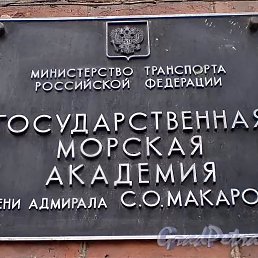 МИНИСТЕРСТВО ТРАНСПОРТА
РОССИЙСКОЙ ФЕДЕРАЦИИ
ГОСУДАРСТВЕННАЯ
МОРСКАЯ
АКАДЕМИЯ
ЕНИ АДМИРАЛА С.О.МАКАРО